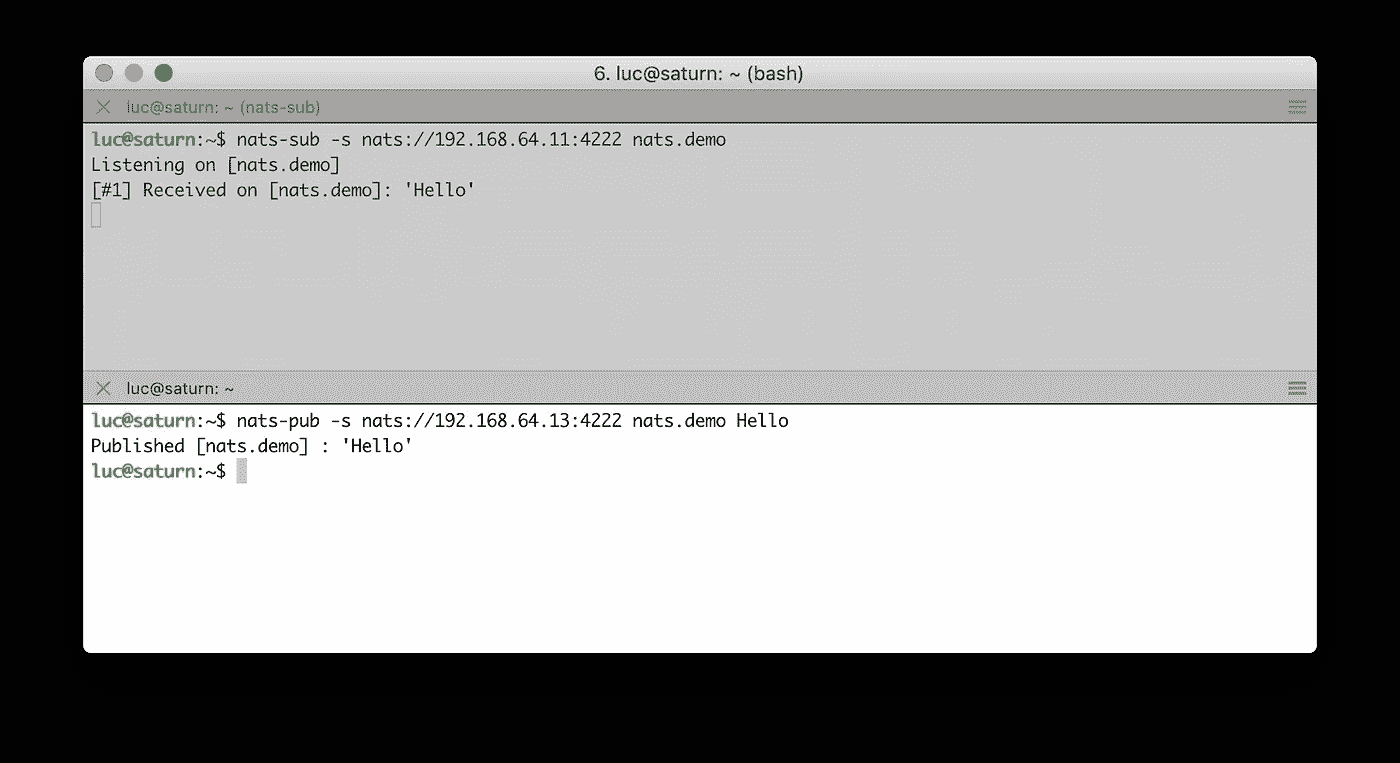 6. luc@saturn: ~ (bash)
luc@saturn: ~ (nats-sub)
luc@saturn:~$ nats-sub -s nats://192.168.64.11:4222 nats.demo
Listening on [nats.demo]
[#1] Received on [nats.demo]: 'Hello'
luc@saturn: ~
luc@saturn:~$ nats-pub -s nats://192.168.64.13:4222 nats.demo Hello
Published [nats.demo] : 'Hello'
luc@saturn:~$